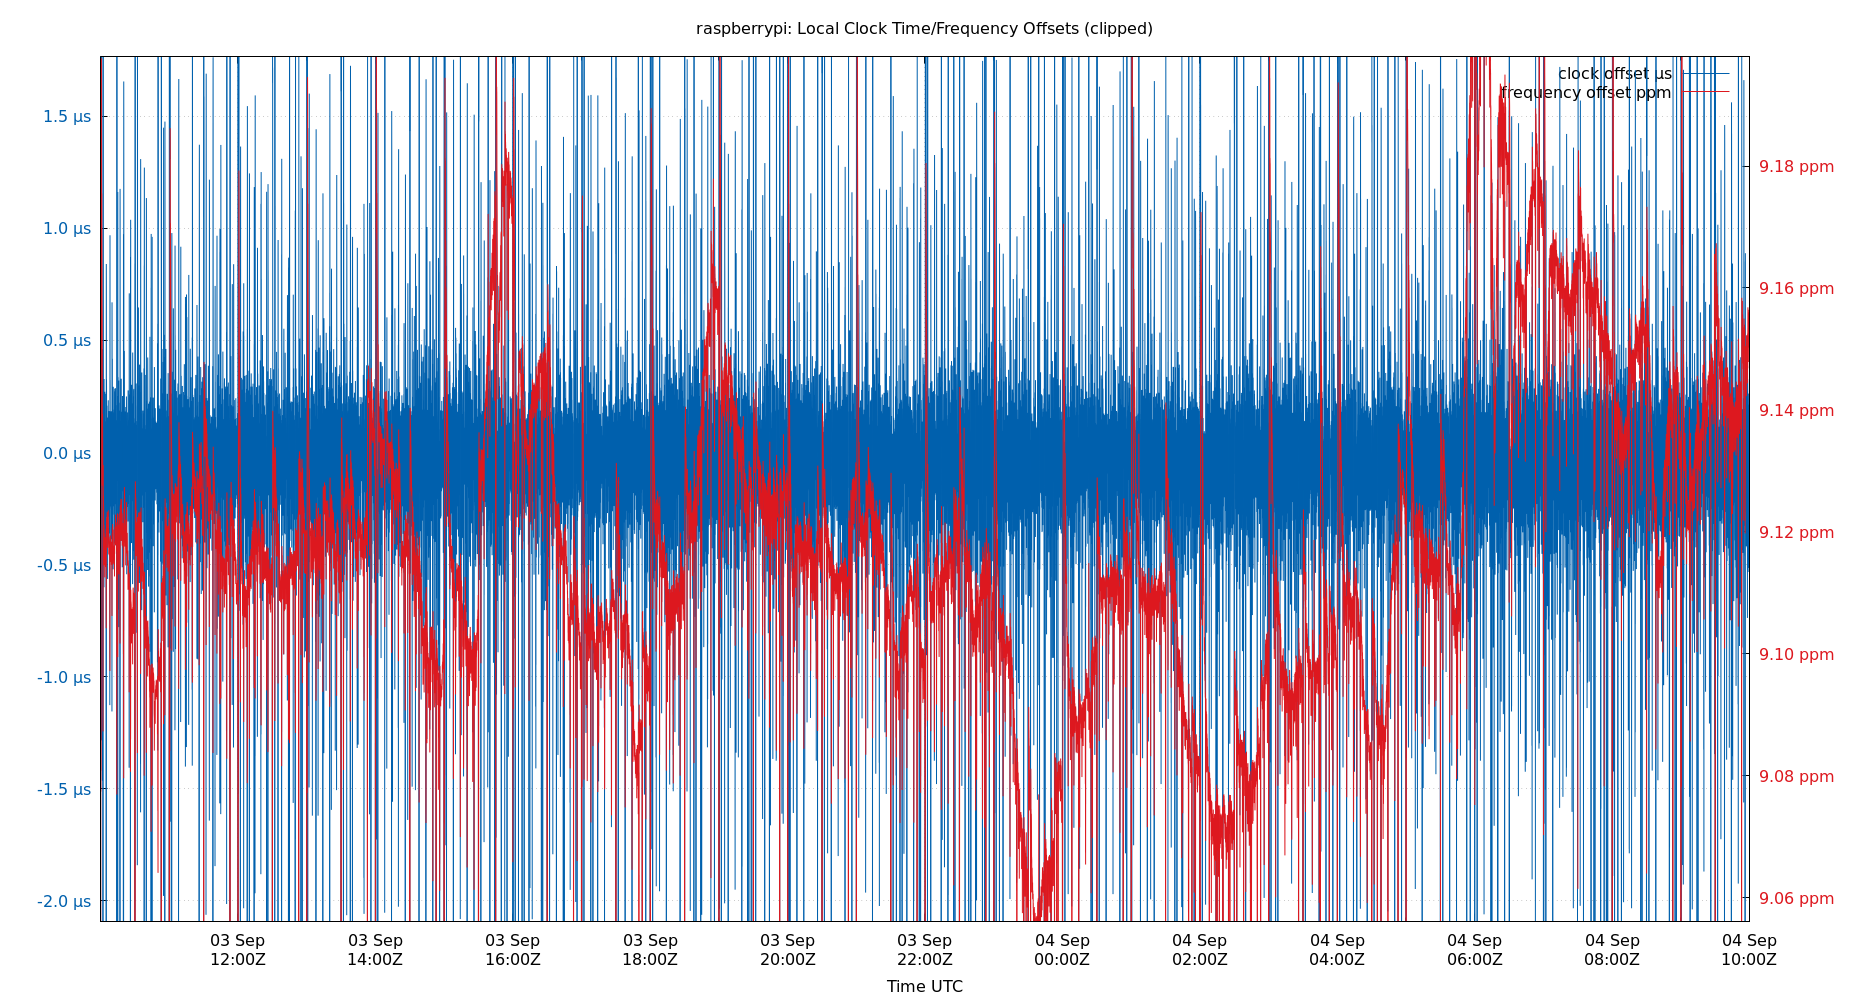 raspberrypi: Local Clock Time/Frequency Offsets (clipped)
clock offset µs
frequency offset ppm
1.5 µs
1.0 µs
0.5 µs
0.0 µs
-0.5 µs
-1.0 µs
-1.5 µs
-2.0 µs
9.18 ppm
9.16 ppm
9.14 ppm
9.12 ppm
9.10 ppm
9.08 ppm
9.06 ppm
03 Sep 03 Sep 03 Sep 03 Sep 03 Sep 03 Sep 04 Sep 04 Sep 04 Sep 04 Sep 04 Sep 04 Sep
12:00Z 14:00Z 16:00Z 18:00Z 20:00Z 22:00Z 00:00Z 02:00Z 04:00Z 06:00Z 08:00Z 10:00Z
Time UTC